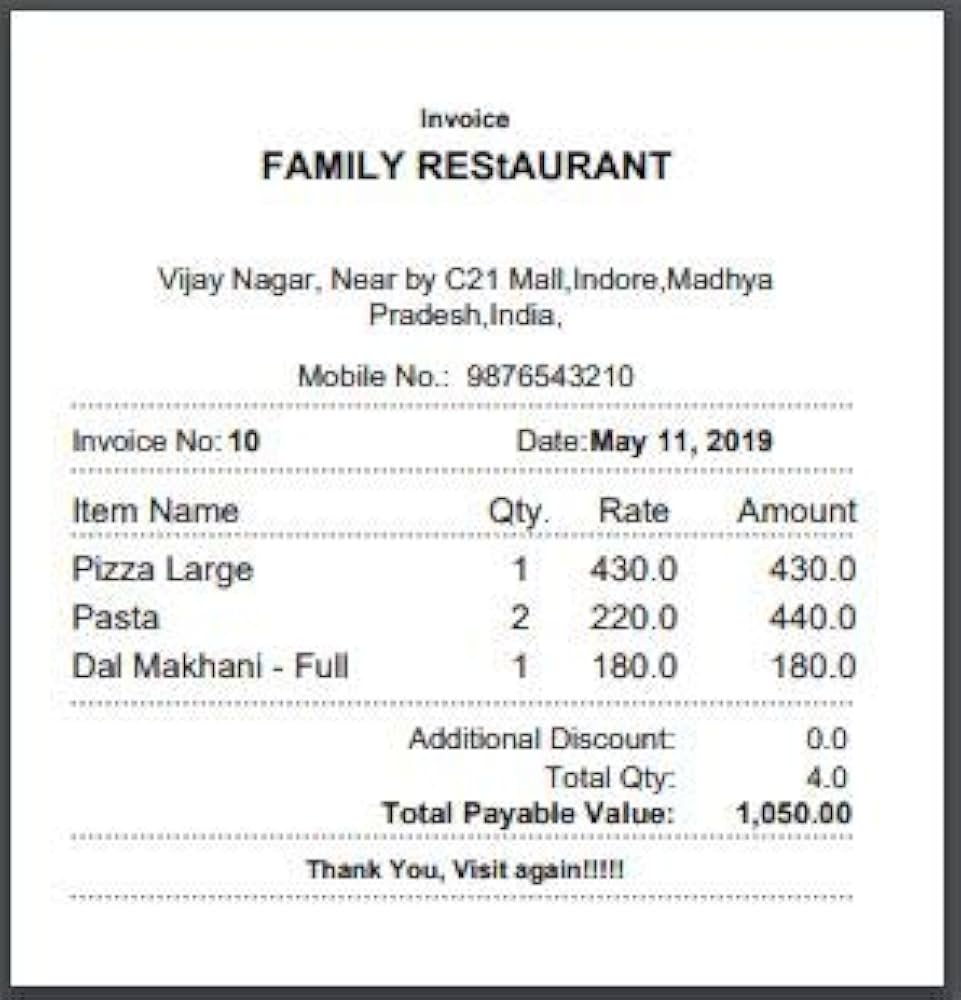 Invoice
FAMILY REStAURANT
Vijay Nagar, Near by C21 Mall,Indore,Madhya
Pradesh,India,
Mobile No.: 9876543210
Invoice No: 10 Date:May 11, 2019
Item Name Qty. Rate Amount
Pizza Large 1 430.0 430.0
Pasta 2 220.0 440.0
Dal Makhani - Full 1 180.0 180.0
Additional Discount: 0.0
Total Qty: 4.0
Total Payable Value: 1,050.00
Thank You, Visit again!!!!!